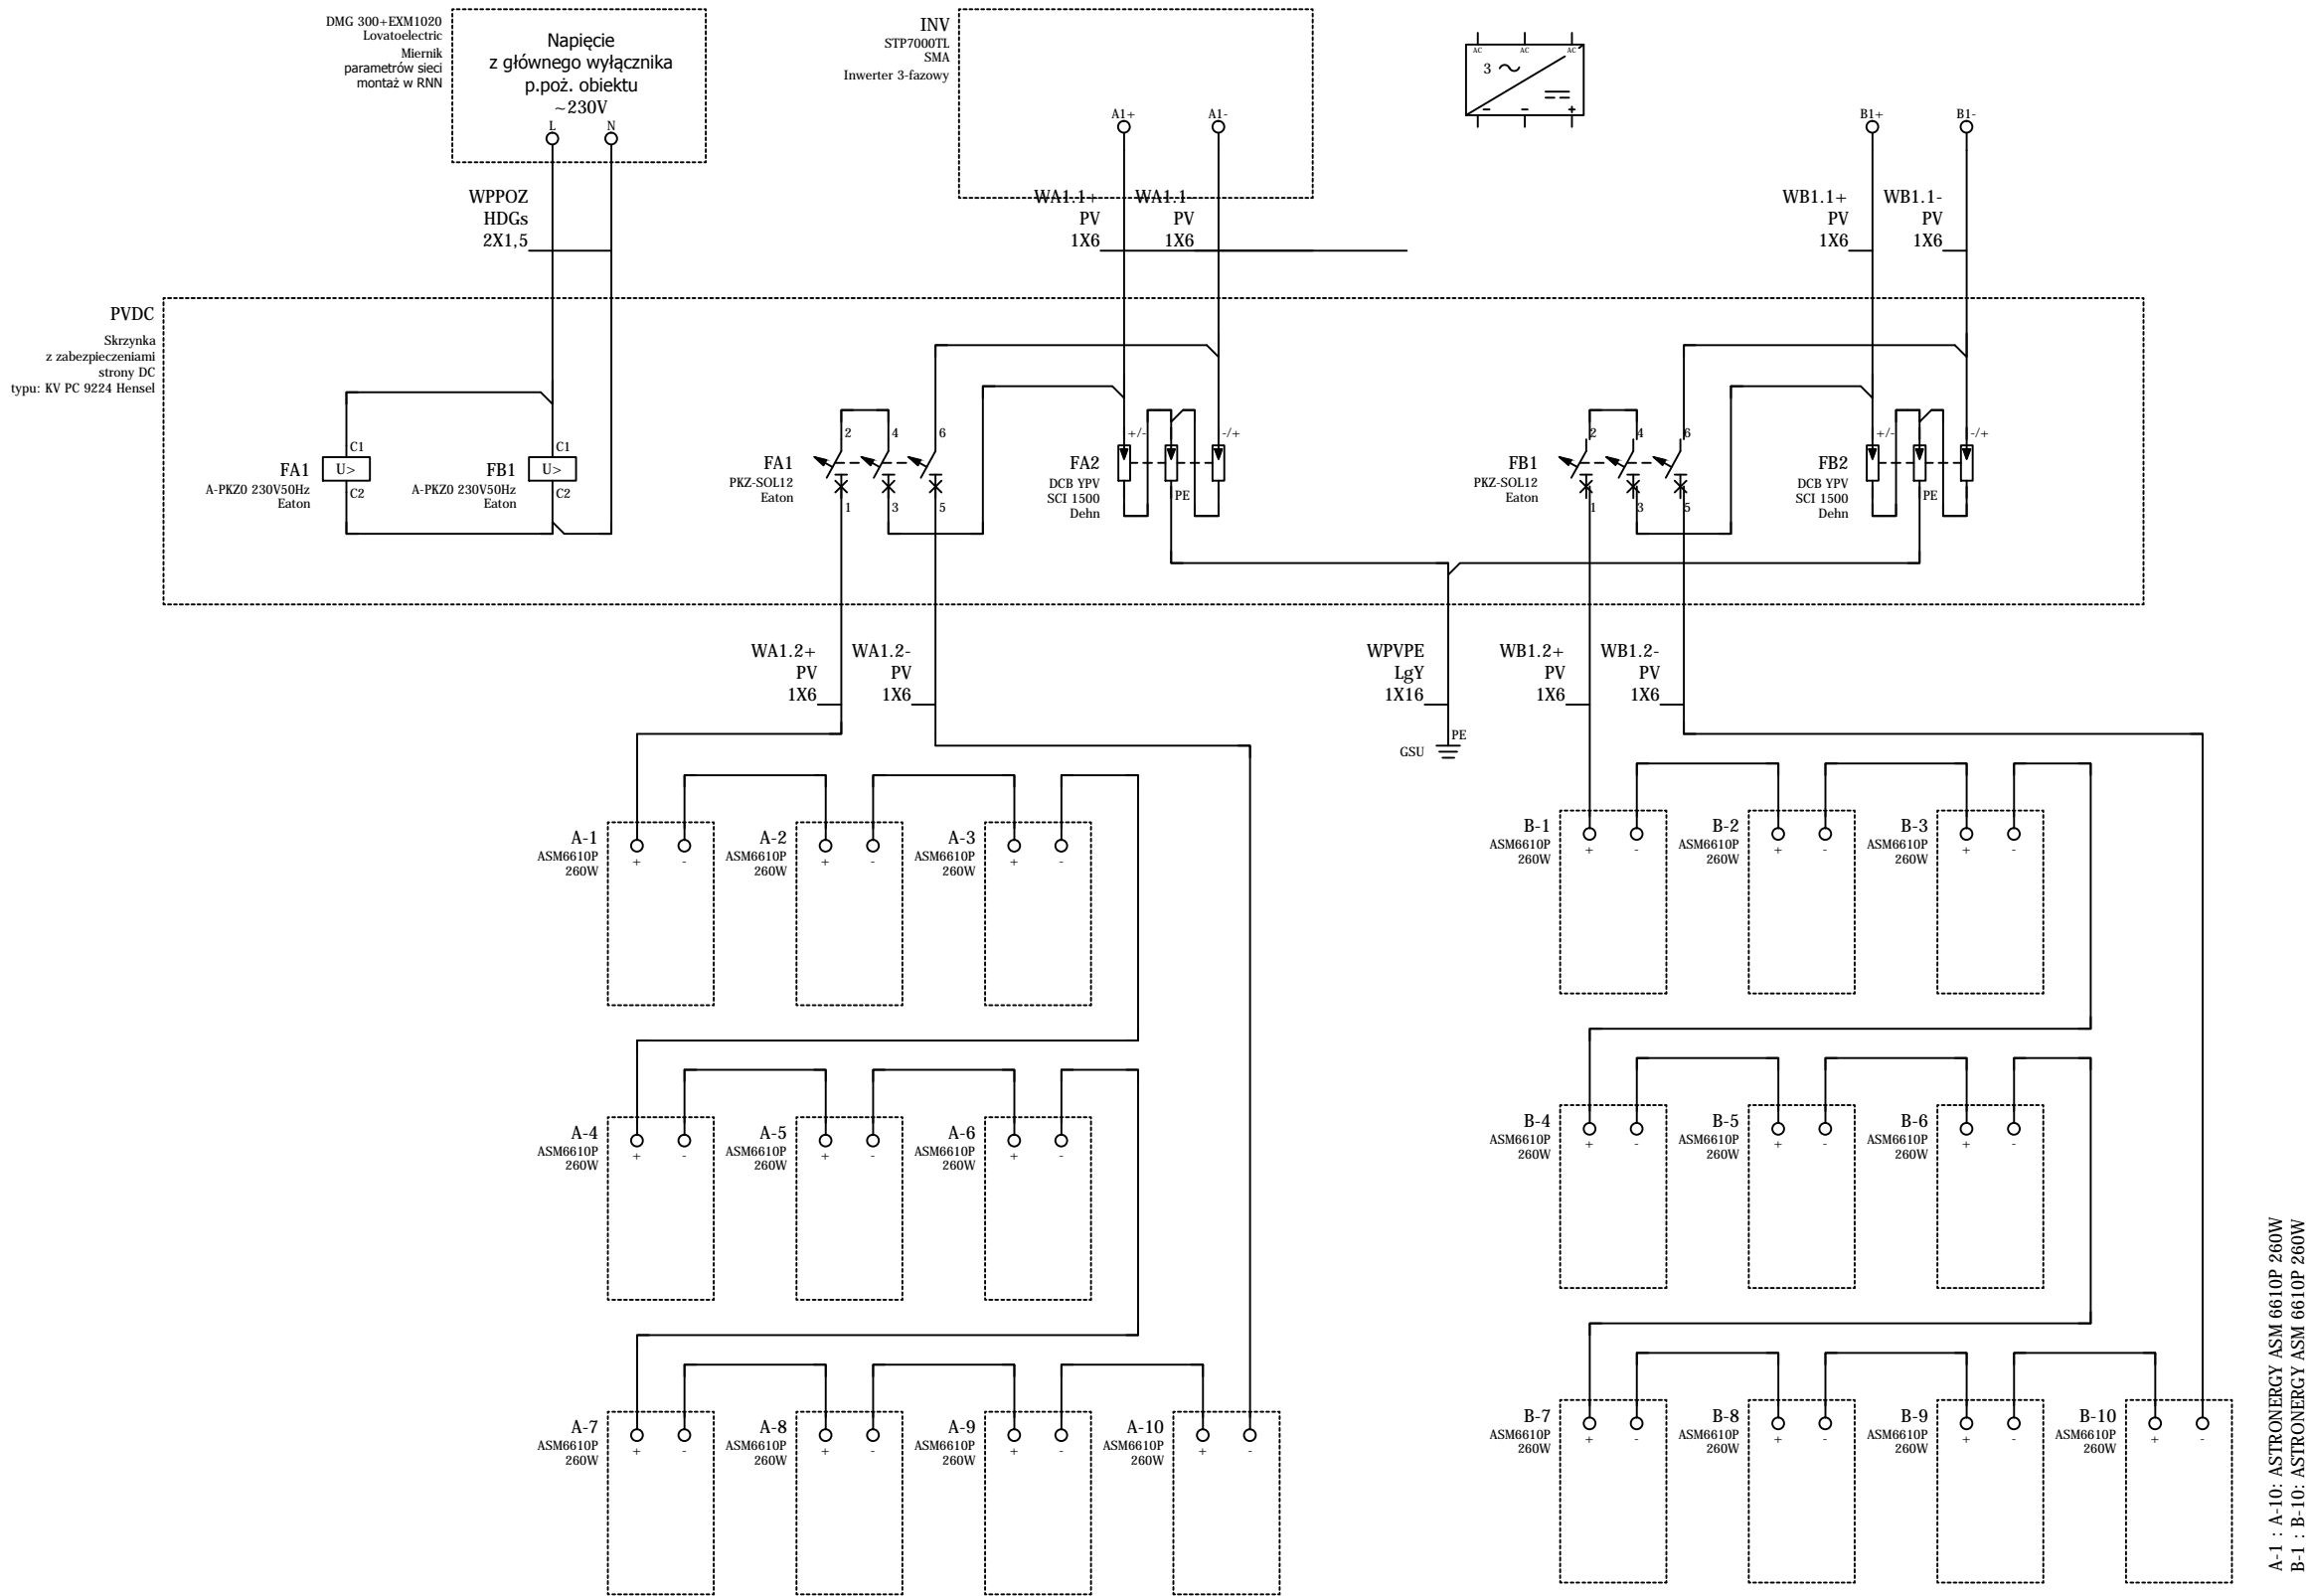 DMG 300+EXM1020
Lovatoelectric
Miernik
parametrów sieci
montaż w RNN
Napięcie
z głównego wyłącznika
p.poż. obiektu
~230V
L N
INV
STP7000TL
SMA
Inwerter 3-fazowy
A1+ A1-
AC AC AC
3
- - +
B1+ B1-
WPPOZ
HDGs
2X1,5
WA1.1+
PV
1X6
WA1.1-
PV
1X6
WB1.1+
PV
1X6
WB1.1-
PV
1X6
PVDC
Skrzynka
z zabezpieczeniami
strony DC
typu: KV PC 9224 Hensel
FA1
A-PKZ0 230V50Hz
Eaton
C1
U>
C2
FB1
A-PKZ0 230V50Hz
Eaton
C1
U>
C2
FA1
PKZ-SOL12
Eaton
2 4 6
1 3 5
FA2
DCB YPV
SCI 1500
Dehn
+/- -/+
PE
FB1
PKZ-SOL12
Eaton
2 4 6
1 3 5
FB2
DCB YPV
SCI 1500
Dehn
+/- -/+
PE
WA1.2+
PV
1X6
WA1.2-
PV
1X6
WPVPE
LgY
1X16
PE
GSU
WB1.2+
PV
1X6
WB1.2-
PV
1X6
A-1
ASM6610P
260W
+ -
A-2
ASM6610P
260W
+ -
A-3
ASM6610P
260W
+ -
B-1
ASM6610P
260W
+ -
B-2
ASM6610P
260W
+ -
B-3
ASM6610P
260W
+ -
A-4
ASM6610P
260W
+ -
A-5
ASM6610P
260W
+ -
A-6
ASM6610P
260W
+ -
B-4
ASM6610P
260W
+ -
B-5
ASM6610P
260W
+ -
B-6
ASM6610P
260W
+ -
A-7
ASM6610P
260W
+ -
A-8
ASM6610P
260W
+ -
A-9
ASM6610P
260W
+ -
A-10
ASM6610P
260W
+ -
B-7
ASM6610P
260W
+ -
B-8
ASM6610P
260W
+ -
B-9
ASM6610P
260W
+ -
B-10
ASM6610P
260W
+ -
A-1 : A-10: ASTRONERGY ASM 6610P 260W
B-1 : B-10: ASTRONERGY ASM 6610P 260W